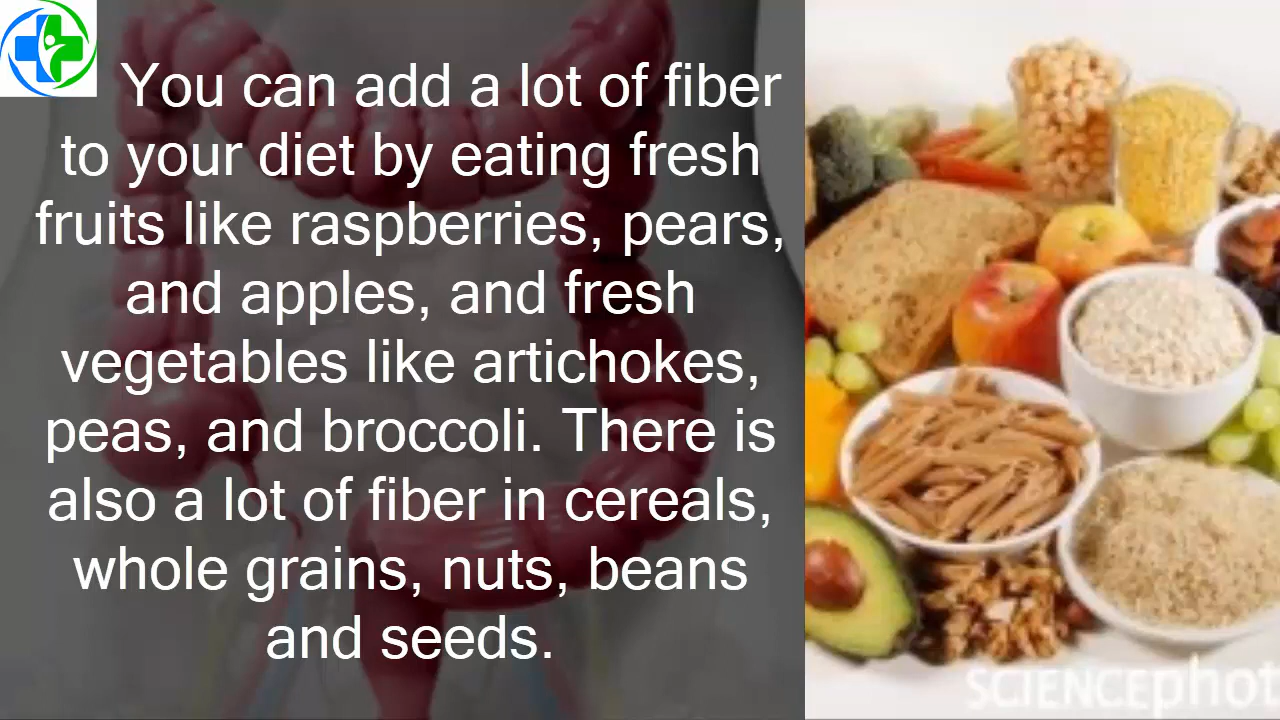 You can add a lot of fiber
to your diet by eating fresh
fruits like raspberries, pears,
and apples, and fresh
vegetables like artichokes,
peas, and broccoli. There is
also a lot of fiber in cereals,
whole grains, nuts, beans
and seeds.
SCIENCEphot